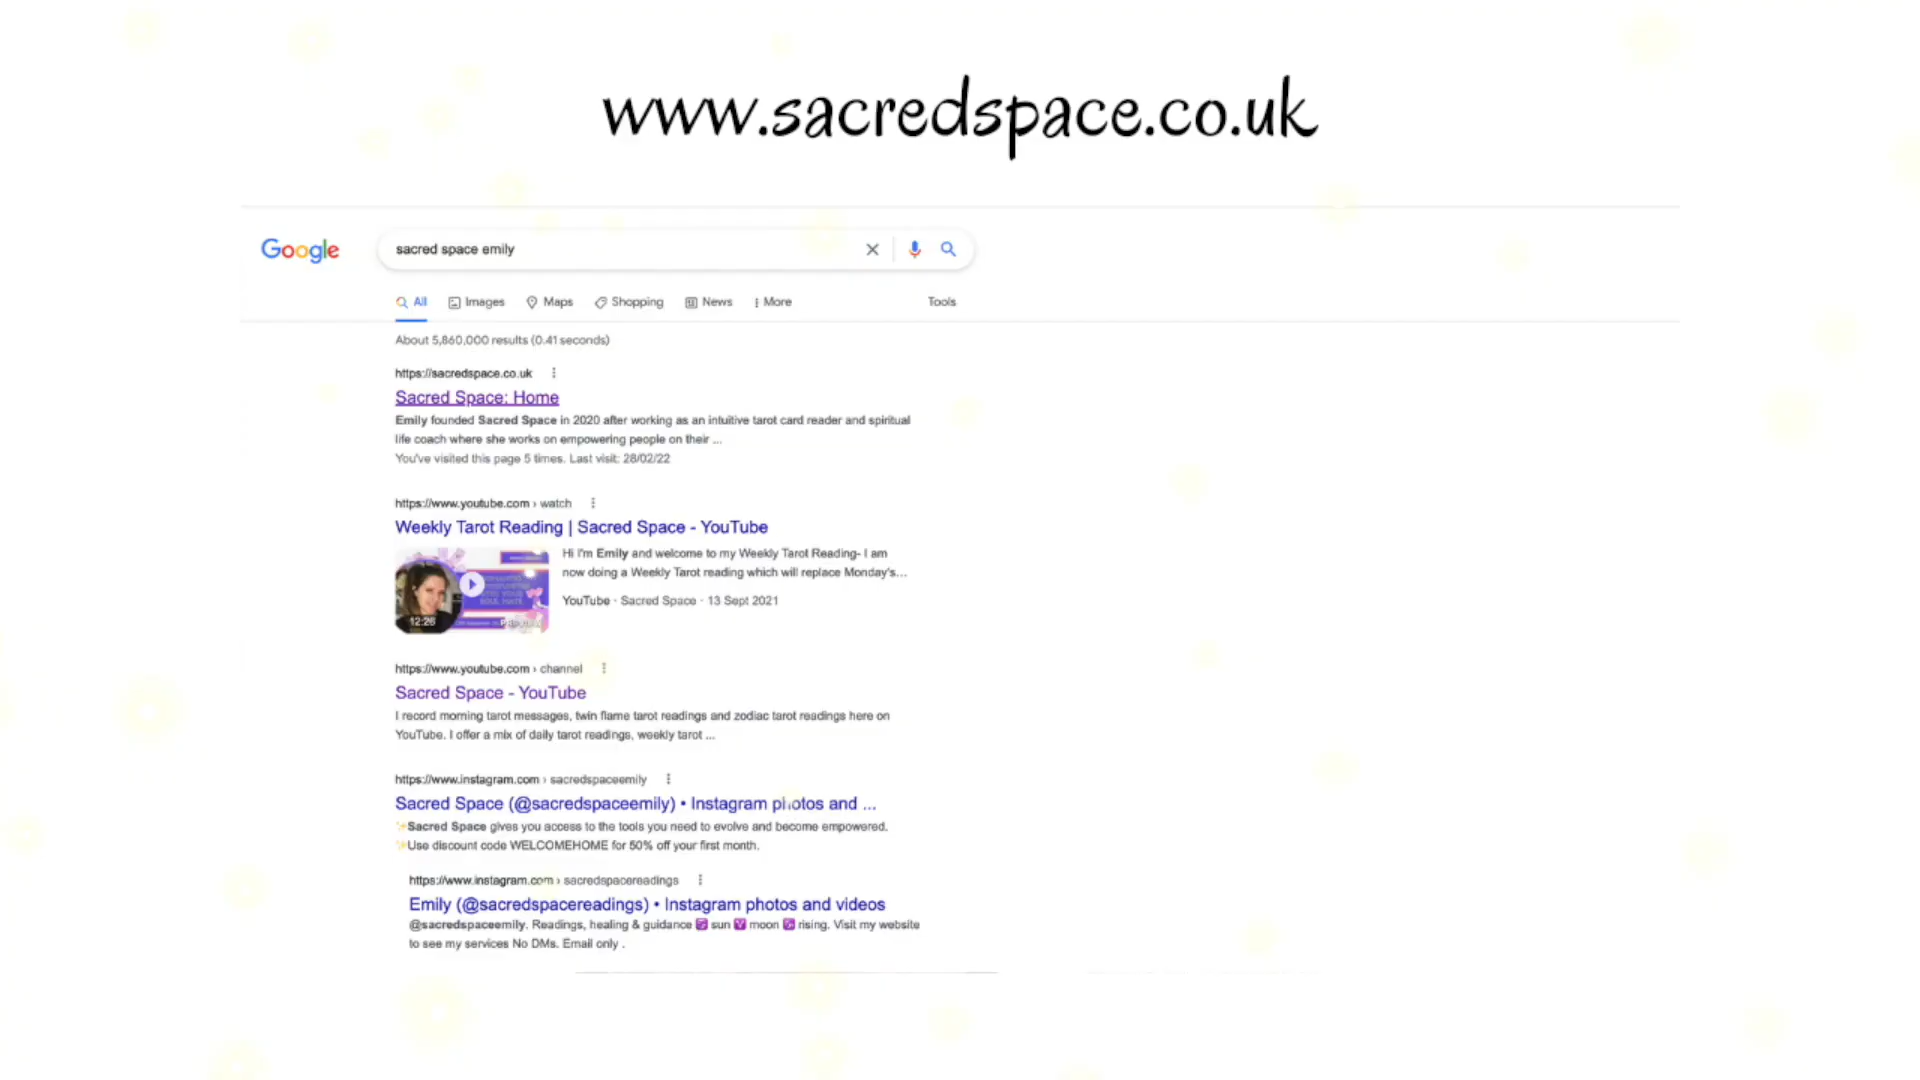 www.sacredspace.co.uk
Google
sacred space emily
All Images Maps Shopping News More Tools
About 5,860,000 results (0.41 seconds)
https://sacredspace.co.uk
Sacred Space: Home
Emily founded Sacred Space in 2020 after working as an intuitive tarot card reader and spiritual
life coach where she works on empowering people on their ...
You've visited this page 5 times. Last visit: 28/02/22
https://www.youtube.com › watch
Weekly Tarot Reading | Sacred Space - YouTube
Hi I'm Emily and welcome to my Weekly Tarot Reading- I am
now doing a Weekly Tarot reading which will replace Monday's...
12:26
PREVIEW
YouTube · Sacred Space · 13 Sept 2021
https://www.youtube.com › channel
Sacred Space - YouTube
I record morning tarot messages, twin flame tarot readings and zodiac tarot readings here on
YouTube. I offer a mix of daily tarot readings, weekly tarot ...
https://www.instagram.com › sacredspaceemily
Sacred Space (@sacredspaceemily) • Instagram photos and ...
✨Sacred Space gives you access to the tools you need to evolve and become empowered.
✨Use discount code WELCOMEHOME for 50% off your first month.
https://www.instagram.com › sacredspacereadings
Emily (@sacredspacereadings) • Instagram photos and videos
@sacredspaceemily. Readings, healing & guidance sun moon rising. Visit my website
to see my services No DMs. Email only .